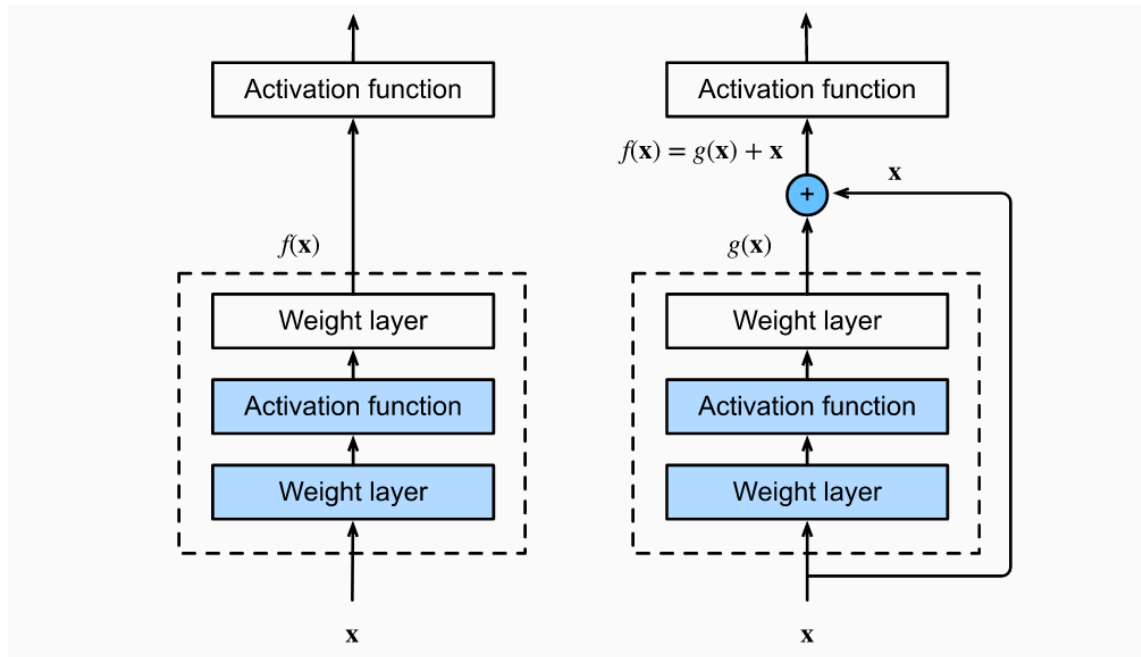 Activation function
f(x)
Weight layer
Activation function
Weight layer
x
Activation function
f(x) = g(x) + x
x
+
g(x)
Weight layer
Activation function
Weight layer
x